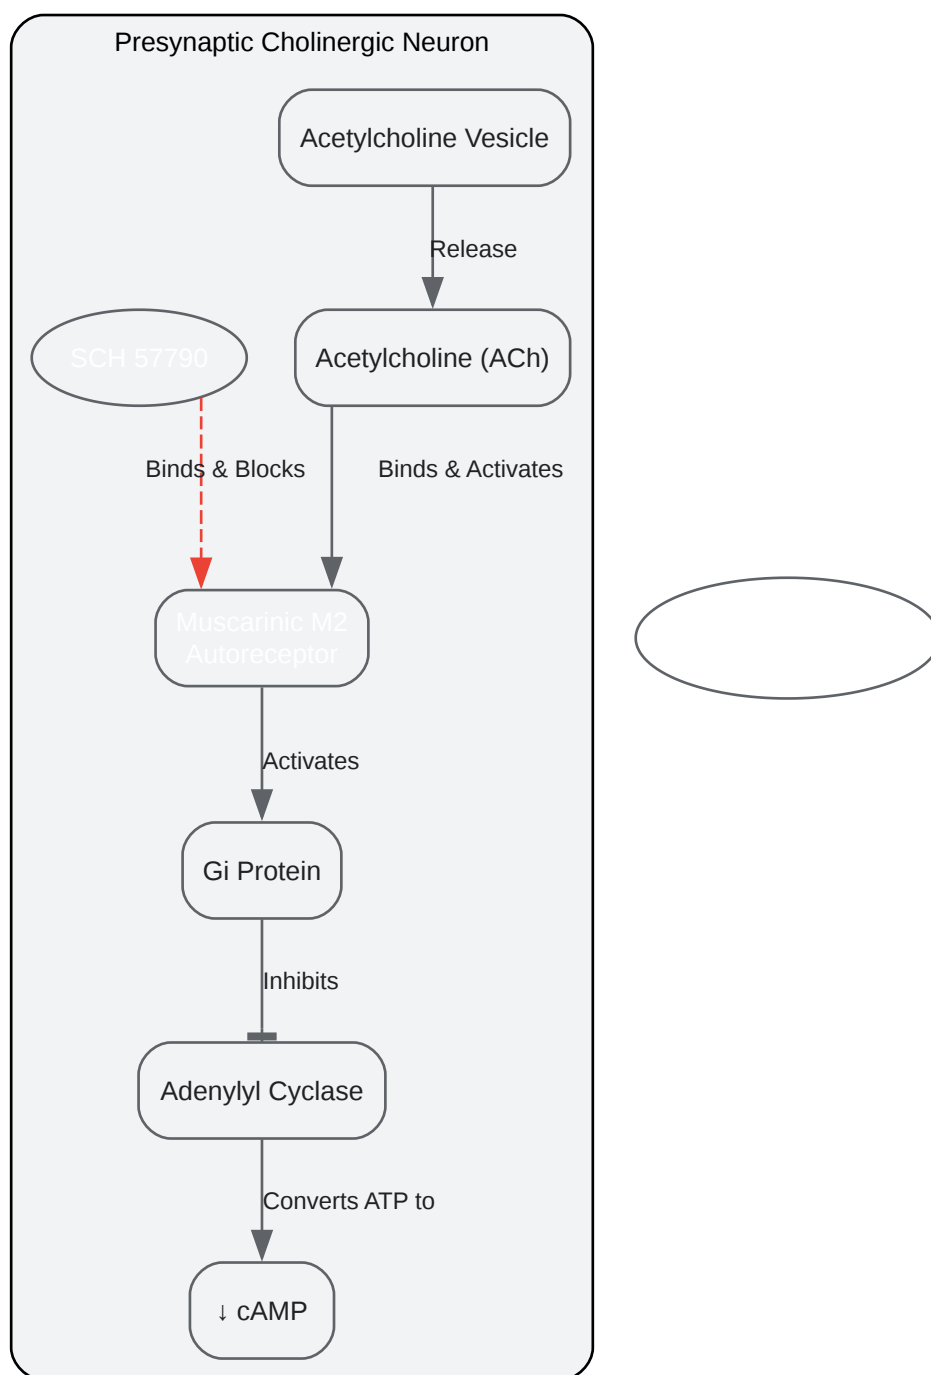 Presynaptic Cholinergic Neuron
Acetylcholine Vesicle
Release
SCH 57790
Acetylcholine (ACh)
Binds & Blocks
Binds & Activates
Muscarinic M2
Autoreceptor
Activates
Gi Protein
Inhibits
Adenylyl Cyclase
Converts ATP to
↓ cAMP